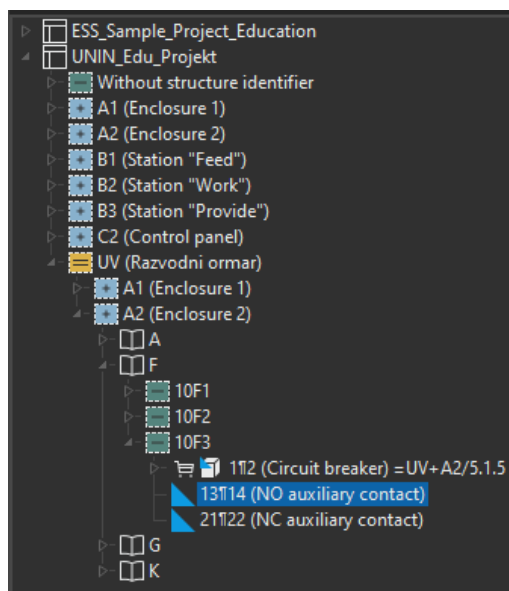 ESS_Sample_Project_Education
UNIN_Edu_Projekt
Without structure identifier
A1 (Enclosure 1)
A2 (Enclosure 2)
B1 (Station "Feed")
B2 (Station "Work")
B3 (Station "Provide")
C2 (Control panel)
UV (Razvodni ormar)
A1 (Enclosure 1)
A2 (Enclosure 2)
A
F
10F1
10F2
10F3
1¶2 (Circuit breaker) =UV+A2/5.1.5
13¶14 (NO auxiliary contact)
21¶22 (NC auxiliary contact)
G
K